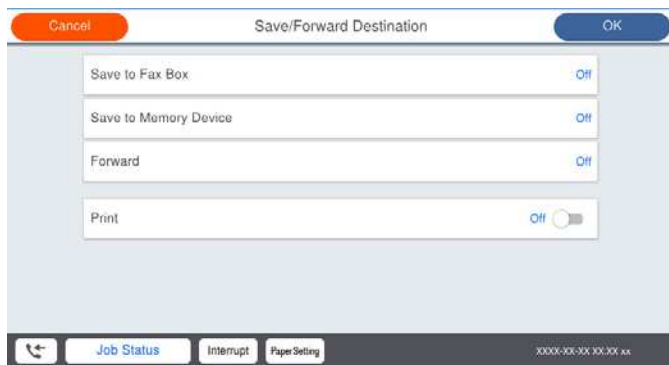 Cancel Save/Forward Destination OK
Save to Fax Box Off
Save to Memory Device Off
Forward Off
Print Off
Job Status Interrupt Paper Setting XXXX-XX-XX XX:XX xx